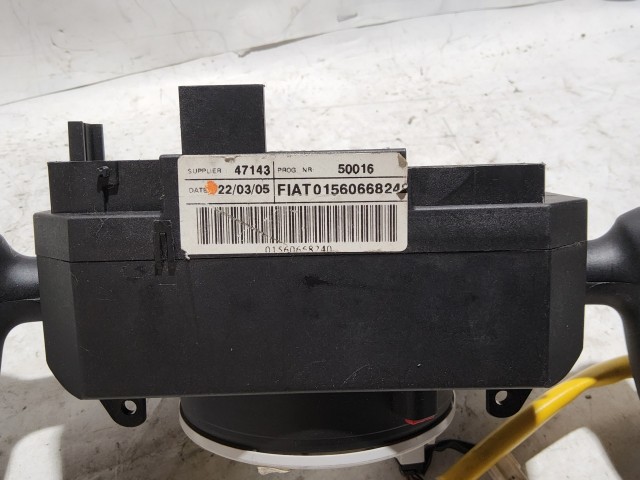 SUPPLIER 47143 PROG. NR. 50016
DATE 22/03/05 FIAT01560668240
01560668240